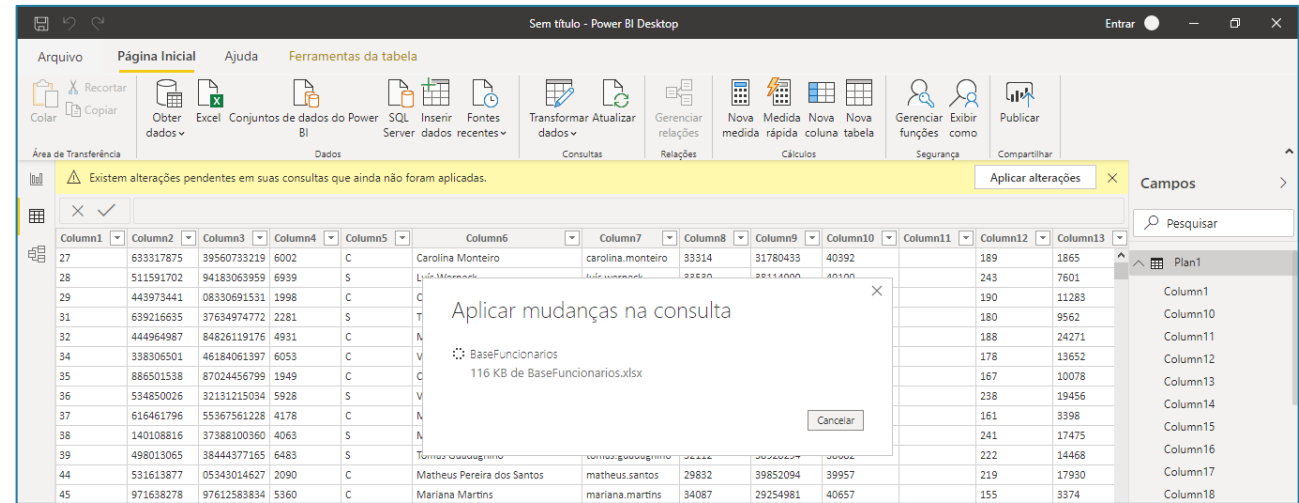 Sem título - Power BI Desktop
Entrar
Arquivo Página Inicial Ajuda Ferramentas da tabela
Colar
Recortar
Copiar
Obter dados
Excel
Conjuntos de dados do Power BI
SQL Server
Inserir dados
Fontes recentes
Transformar dados
Atualizar
Gerenciar relações
Nova medida
Medida rápida
Nova coluna
Nova tabela
Gerenciar funções
Exibir como
Publicar
Área de Transferência Dados Consultas Relações Cálculos Segurança Compartilhar
Existem alterações pendentes em suas consultas que ainda não foram aplicadas. Aplicar alterações
Column1 Column2 Column3 Column4 Column5 Column6 Column7 Column8 Column9 Column10 Column11 Column12 Column13
27 633317875 39560733219 6002 C Carolina Monteiro carolina.monteiro 33314 31780433 40392 189 1865
28 511591702 94183063959 6939 S 243 7601
29 443973441 08330691531 1998 C 190 11283
31 639216635 37634974772 2281 S 180 9562
32 444964987 84826119176 4931 C 188 24271
34 338306501 46184061397 6053 C 178 13652
35 886501538 87024456799 1949 C 167 10078
36 534850026 32131215034 5928 S 238 19456
37 616461796 55367561228 4178 C 161 3398
38 140108816 37388100360 4063 S 241 17475
39 498013065 38444377165 6483 S 222 14468
44 531613877 05343014627 2090 C Matheus Pereira dos Santos matheus.santos 29832 39852094 39957 219 17930
45 971638278 97612583834 5360 C Mariana Martins mariana.martins 34087 29254981 40657 155 3374
Aplicar mudanças na consulta
BaseFuncionarios
116 KB de BaseFuncionarios.xlsx
Cancelar
Campos
Pesquisar
Plan1
Column1
Column10
Column11
Column12
Column13
Column14
Column15
Column16
Column17
Column18